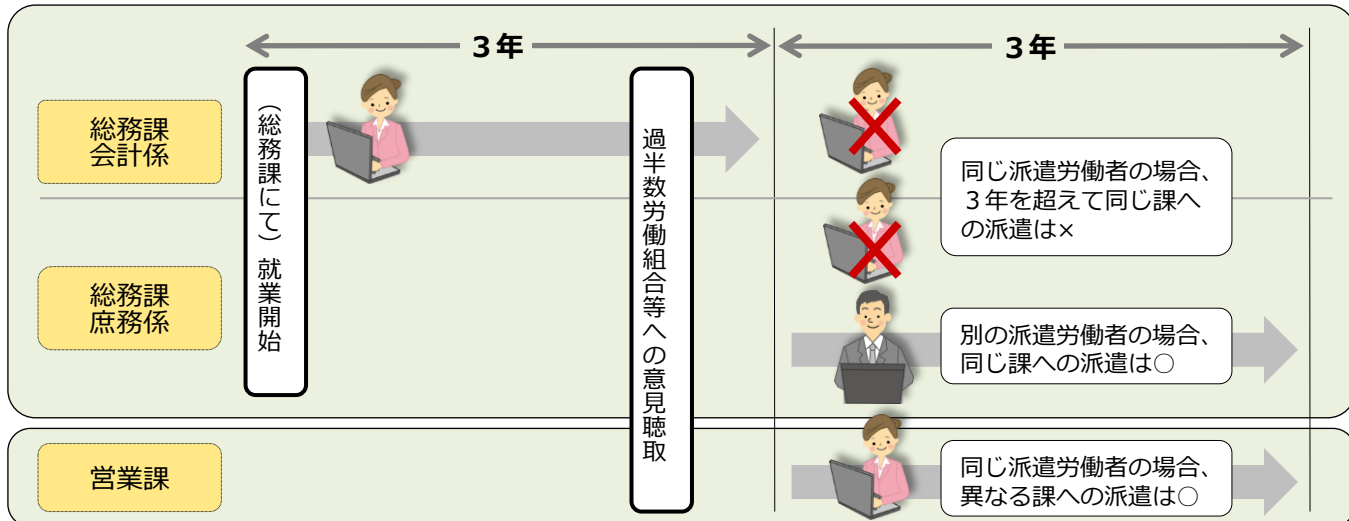 ３年
３年
総務課
会計係
（総務課にて）就業開始
過半数労働組合等への意見聴取
同じ派遣労働者の場合、
３年を超えて同じ課へ
の派遣は×
総務課
庶務係
別の派遣労働者の場合、
同じ課への派遣は○
営業課
同じ派遣労働者の場合、
異なる課への派遣は○